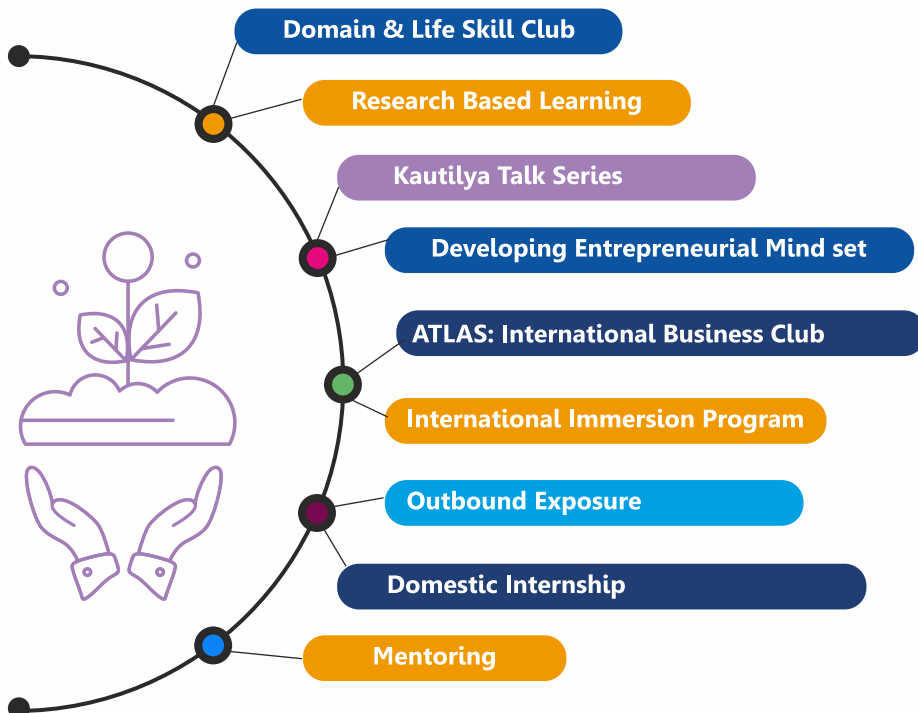 Domain & Life Skill Club
Research Based Learning
Kautilya Talk Series
Developing Entrepreneurial Mind set
ATLAS: International Business Club
International Immersion Program
Outbound Exposure
Domestic Internship
Mentoring